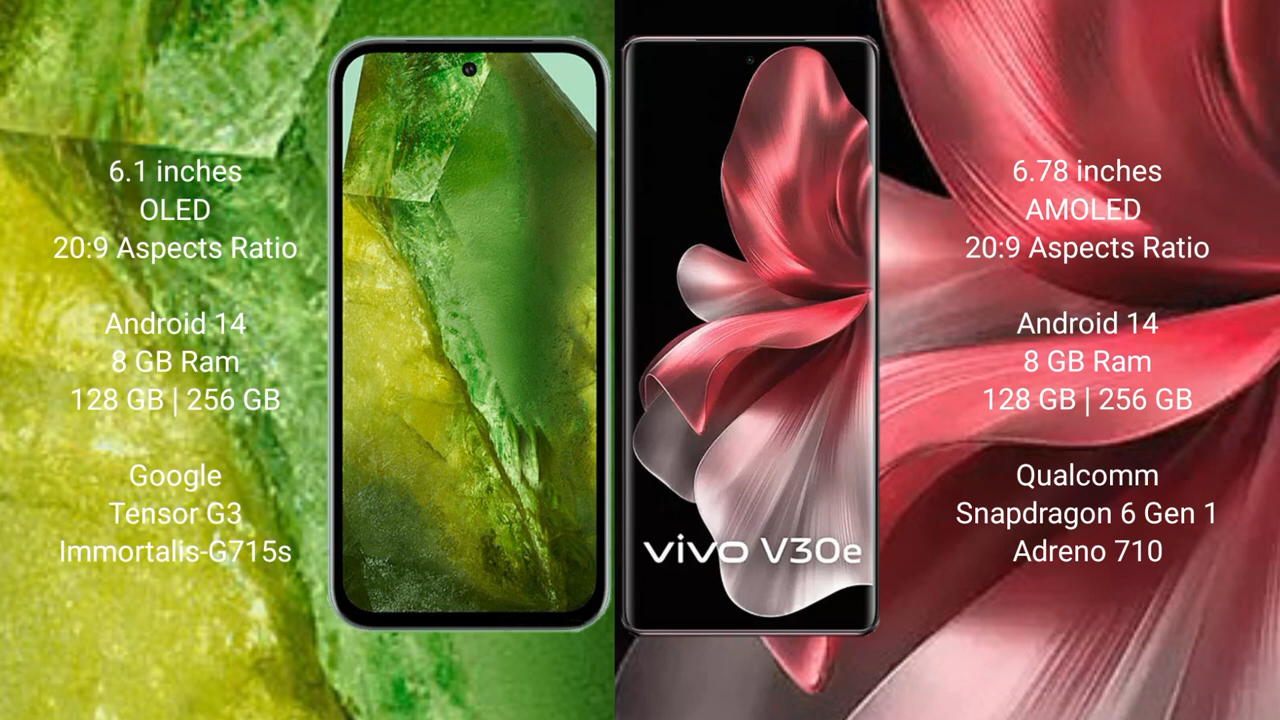 6.1 inches
OLED
20:9 Aspects Ratio
Android 14
8 GB Ram
128 GB | 256 GB
Google
Tensor G3
Immortalis-G715s
vivo V30e
6.78 inches
AMOLED
20:9 Aspects Ratio
Android 14
8 GB Ram
128 GB | 256 GB
Qualcomm
Snapdragon 6 Gen 1
Adreno 710